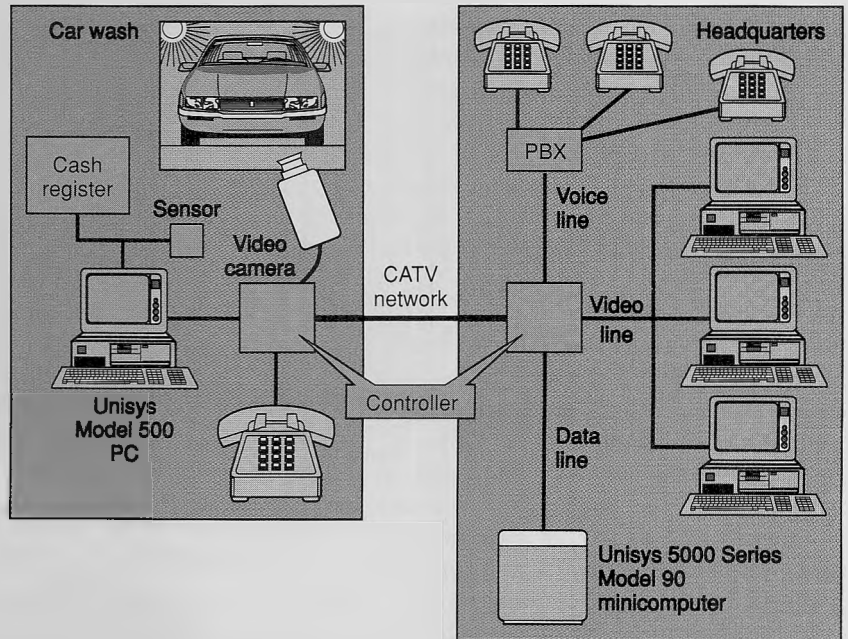 Car wash
Cash
register
Sensor
Video
camera
Unisys
Model 500
PC
CATV
network
Controller
Headquarters
PBX
Voice
line
Video
line
Data
line
Unisys 5000 Series
Model 90
minicomputer